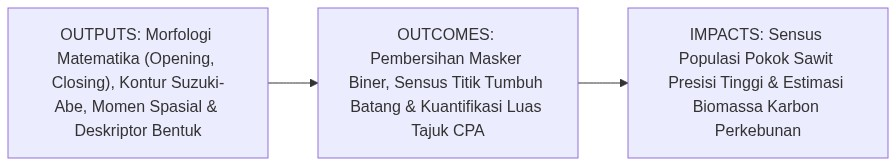 OUTPUTS: Morfologi
Matematika (Opening,
Closing), Kontur Suzuki-
Abe, Momen Spasial &
Deskriptor Bentuk
OUTCOMES:
Pembersihan Masker
Biner, Sensus Titik Tumbuh
Batang & Kuantifikasi Luas
Tajuk CPA
IMPACTS: Sensus
Populasi Pokok Sawit
Presisi Tinggi & Estimasi
Biomassa Karbon
Perkebunan